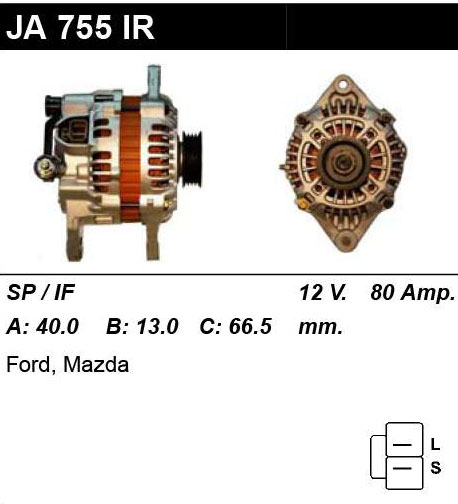 JA 755 IR
SP / IF 12 V. 80 Amp.
A: 40.0 B: 13.0 C: 66.5 mm.
Ford, Mazda
L
S